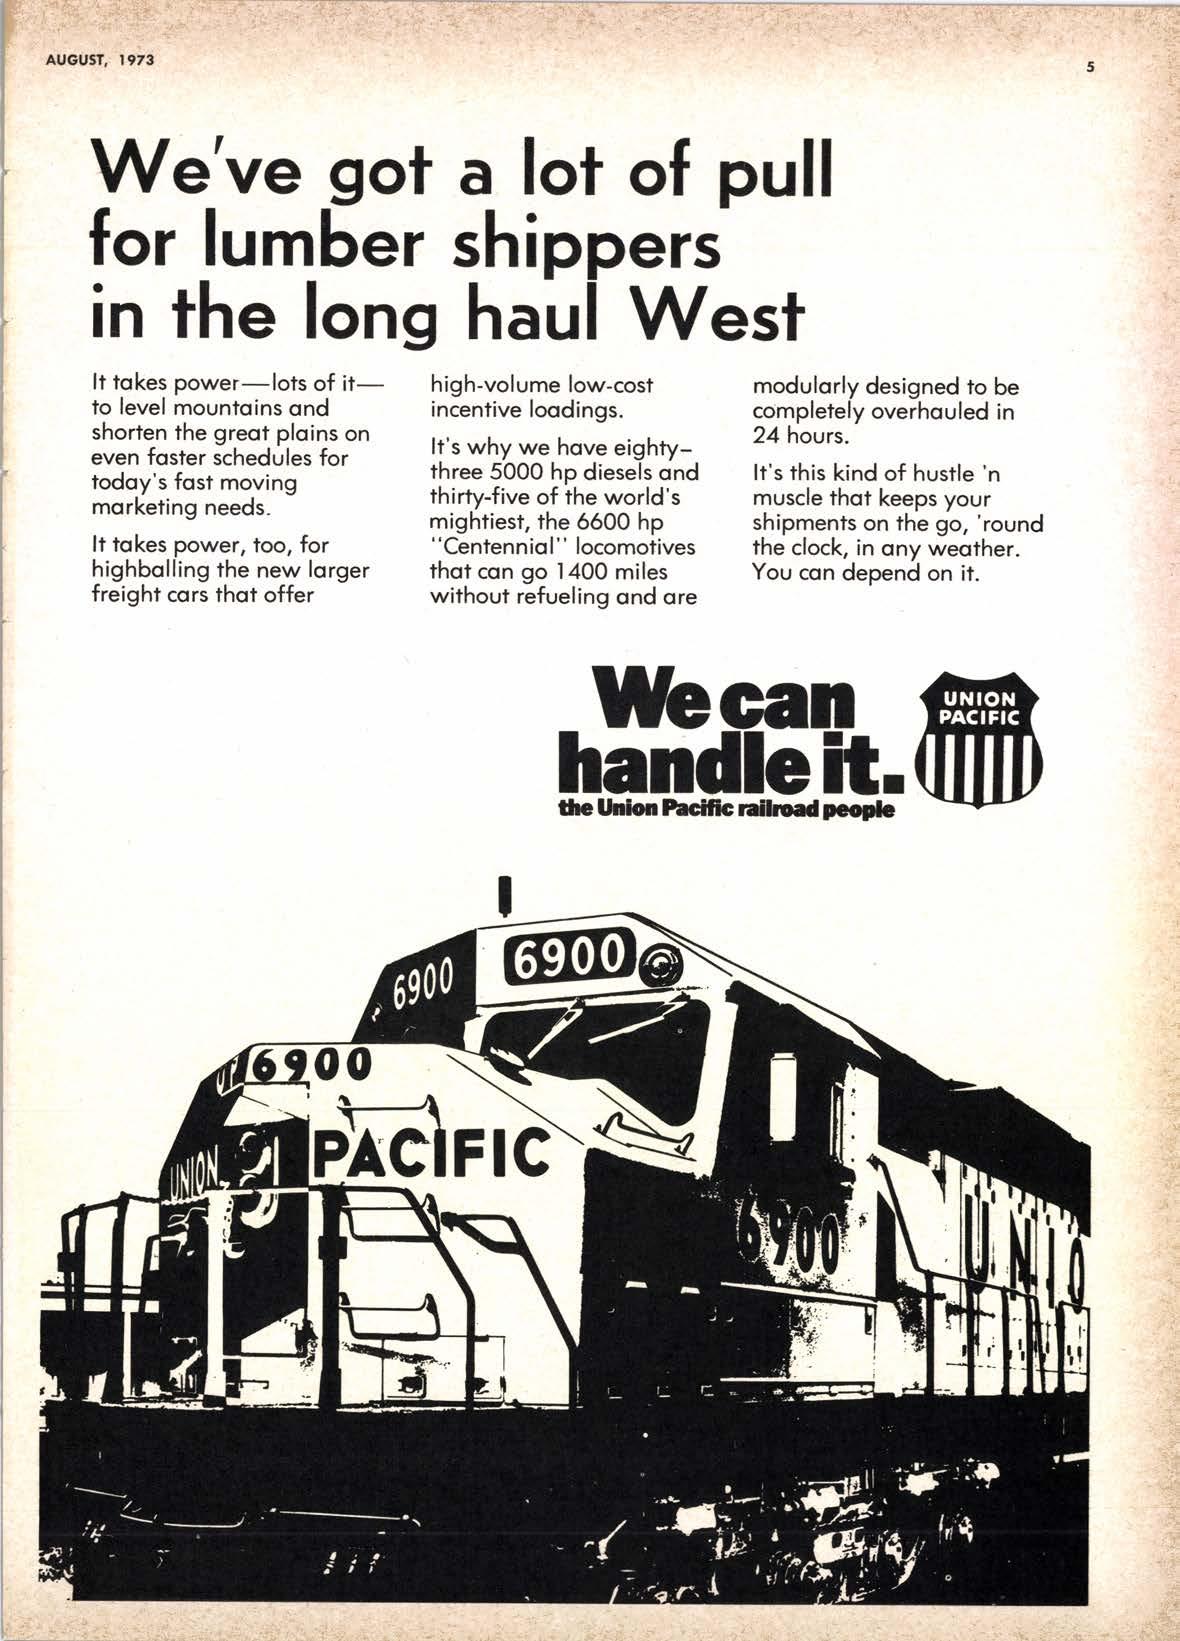 AUGUST, 1973
5
We've got a lot of pull
for lumber shippers
in the long haul West
It takes power—lots of it—
to level mountains and
shorten the great plains on
even faster schedules for
today's fast moving
marketing needs.
It takes power, too, for
highballing the new larger
freight cars that offer
high-volume low-cost
incentive loadings.
It's why we have eighty-
three 5000 hp diesels and
thirty-five of the world's
mightiest, the 6600 hp
"Centennial" locomotives
that can go 1400 miles
without refueling and are
modularly designed to be
completely overhauled in
24 hours.
It's this kind of hustle 'n
muscle that keeps your
shipments on the go, 'round
the clock, in any weather.
You can depend on it.
We can
handle it.
the Union Pacific railroad people
UNION
PACIFIC
6900
6900
UP 6900
UNION PACIFIC
6900
UNIO